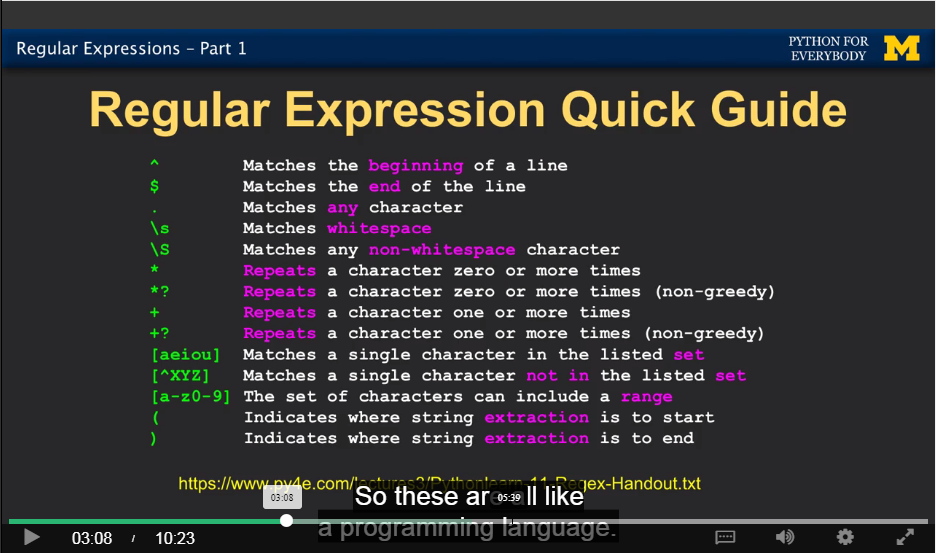 Regular Expressions – Part 1
PYTHON FOR
EVERYBODY
M
Regular Expression Quick Guide
^ Matches the beginning of a line
$ Matches the end of the line
. Matches any character
\s Matches whitespace
\S Matches any non-whitespace character
* Repeats a character zero or more times
*? Repeats a character zero or more times (non-greedy)
+ Repeats a character one or more times
+? Repeats a character one or more times (non-greedy)
[aeiou] Matches a single character in the listed set
[^XYZ] Matches a single character not in the listed set
[a-z0-9] The set of characters can include a range
( Indicates where string extraction is to start
) Indicates where string extraction is to end
https://www.py4e.com/lectures3/Pythonlearn-11-Regex-Handout.txt
03:08
05:39
So these are all like
a programming language.
03:08 / 10:23